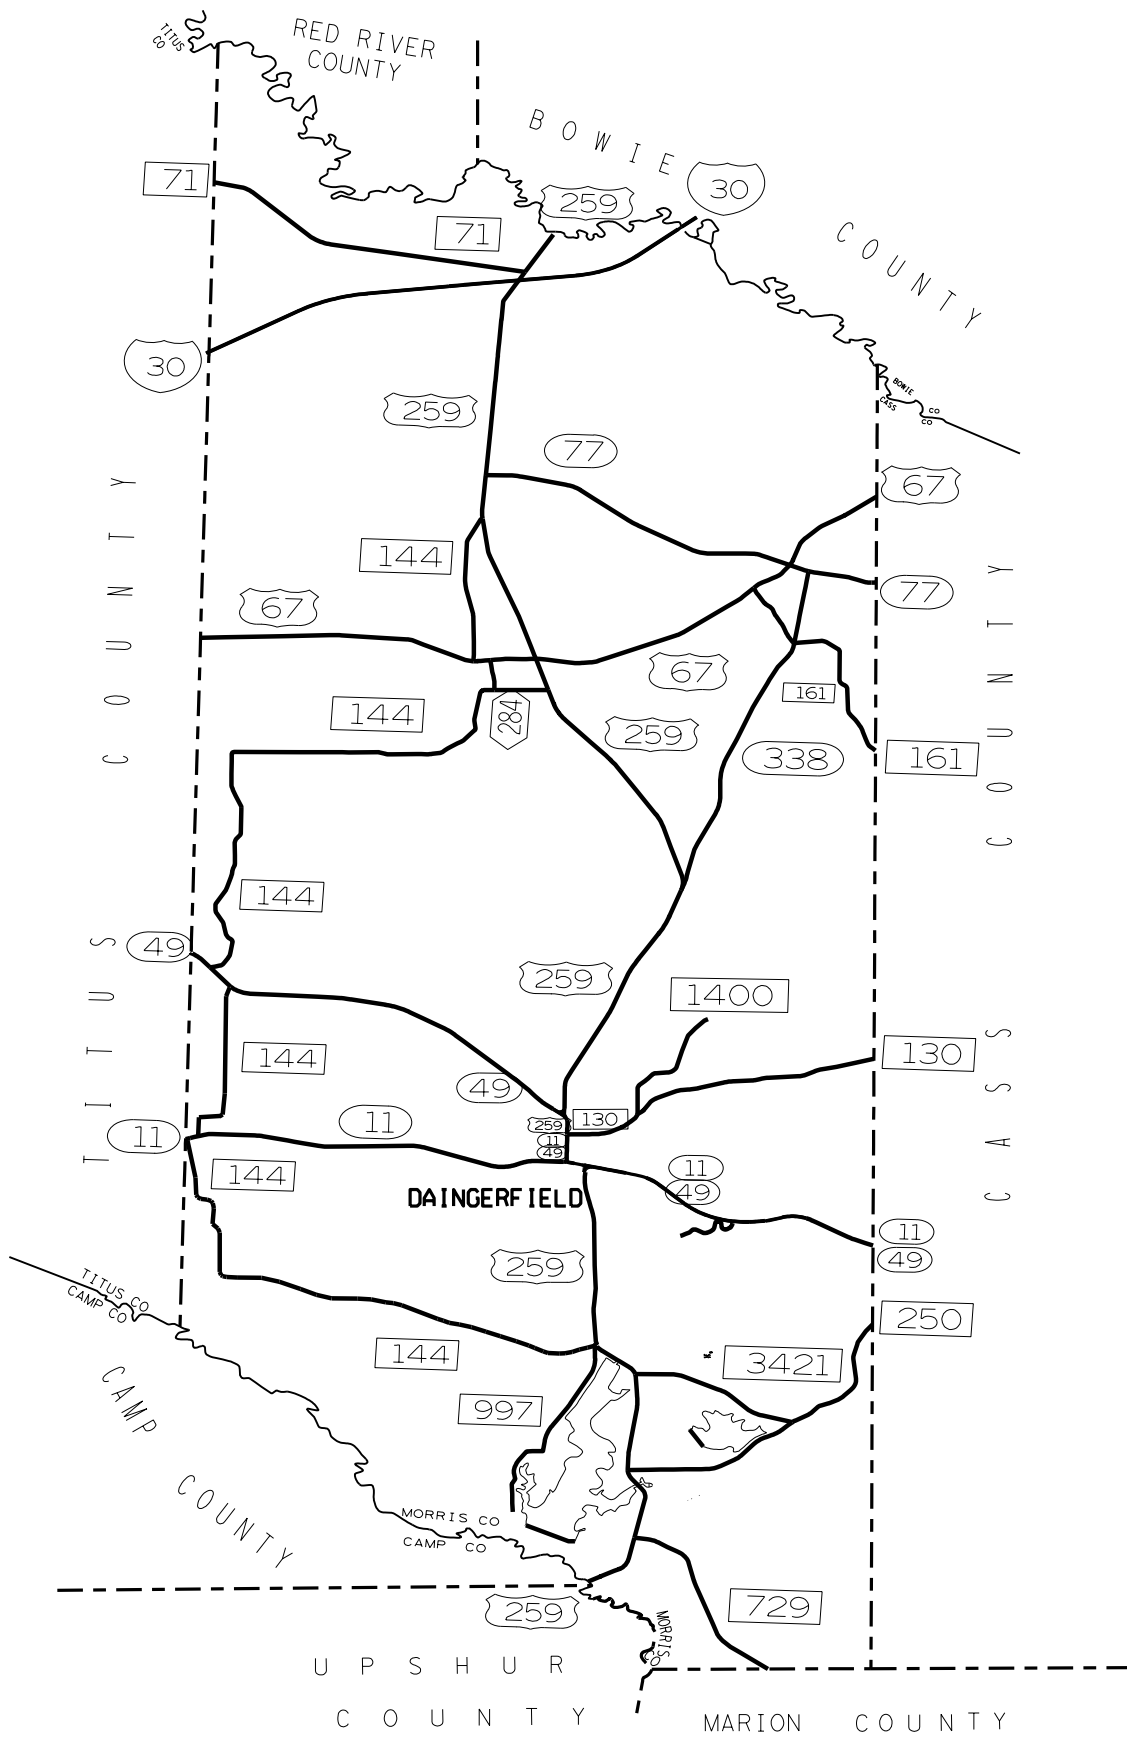 TITUS
CO
RED RIVER
COUNTY
BOWIE
COUNTY
71
259
30
71
30
259
77
BOWIE
CO
CASS
CO
67
144
77
67
67
161
144
284
259
338
161
144
49
259
1400
144
130
49
11
259
130
11
11
49
144
11
49
DAINGERFIELD
11
49
259
TITUS CO
CAMP CO
250
144
3421
997
MORRIS CO
CAMP CO
259
729
MORRIS
CO
TITUS COUNTY
CASS COUNTY
CAMP
COUNTY
UPSHUR
COUNTY
MARION COUNTY